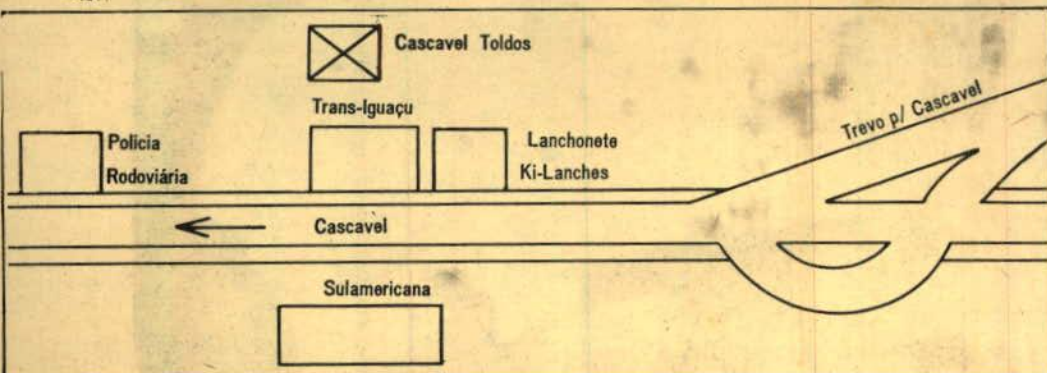 Cascavel Toldos
Trans-Iguaçu
Policia
Rodoviária
Lanchonete
Ki-Lanches
Trevo p/ Cascavel
Cascavel
Sulamericana